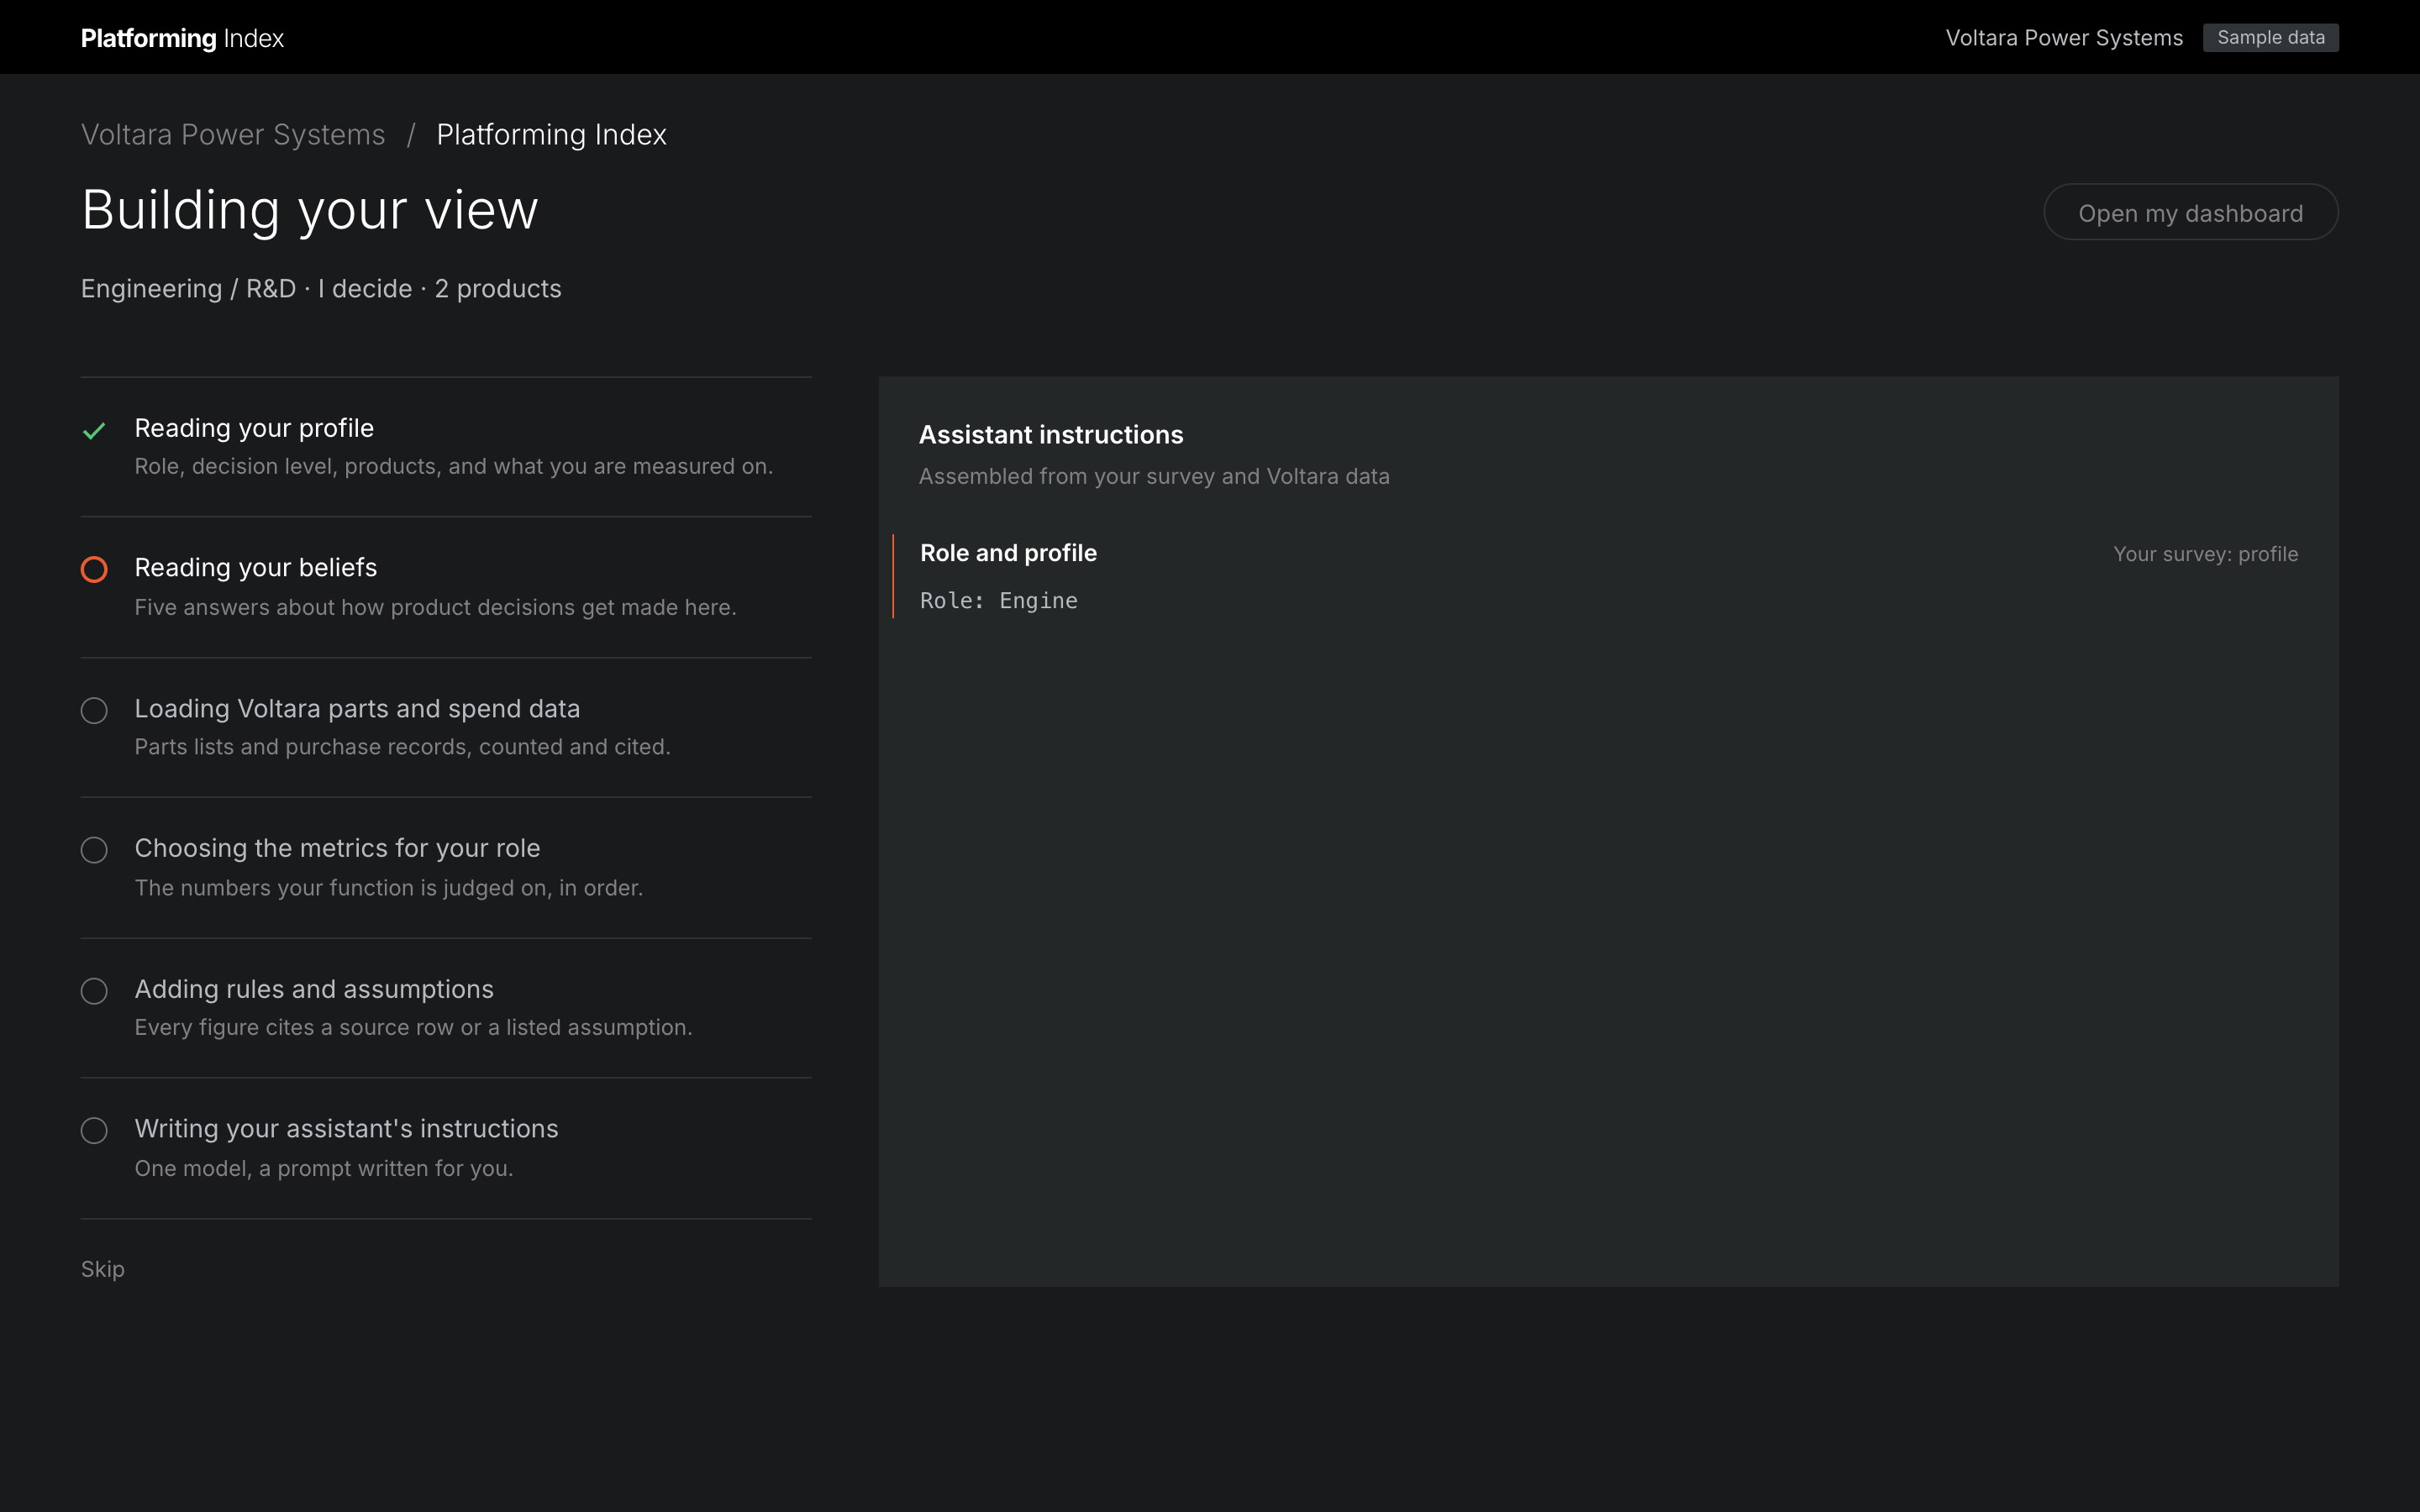 Platforming Index
Voltara Power Systems
Sample data
Voltara Power Systems / Platforming Index
Building your view
Open my dashboard
Engineering / R&D · I decide · 2 products
Reading your profile
Role, decision level, products, and what you are measured on.
Reading your beliefs
Five answers about how product decisions get made here.
Loading Voltara parts and spend data
Parts lists and purchase records, counted and cited.
Choosing the metrics for your role
The numbers your function is judged on, in order.
Adding rules and assumptions
Every figure cites a source row or a listed assumption.
Writing your assistant's instructions
One model, a prompt written for you.
Skip
Assistant instructions
Assembled from your survey and Voltara data
Role and profile
Your survey: profile
Role: Engine